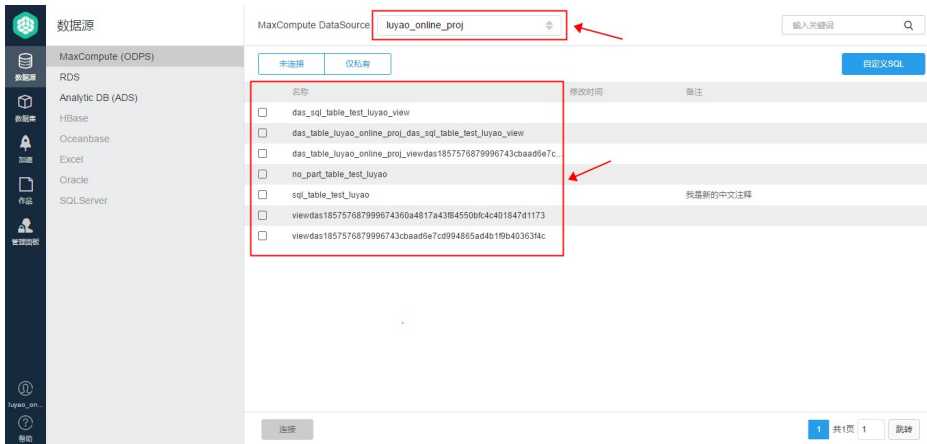 数据源
MaxCompute DataSource luyao_online_proj
输入关键词
数据源
数据集
加速
作品
管理面板
luyao_on...
帮助
MaxCompute (ODPS)
RDS
Analytic DB (ADS)
HBase
Oceanbase
Excel
Oracle
SQLServer
未连接 仅私有
自定义SQL
名称 修改时间 备注
das_sql_table_test_luyao_view
das_table_luyao_online_proj_das_sql_table_test_luyao_view
das_table_luyao_online_proj_viewdas1857576879996743cbaad6e7c...
no_part_table_test_luyao
sql_table_test_luyao 我是新的中文注释
viewdas185757687999674360a4817a43f84550bfc4c401847d1173
viewdas1857576879996743cbaad6e7cd994865ad4b1f9b40363f4c
连接
1 共1页 1 跳转